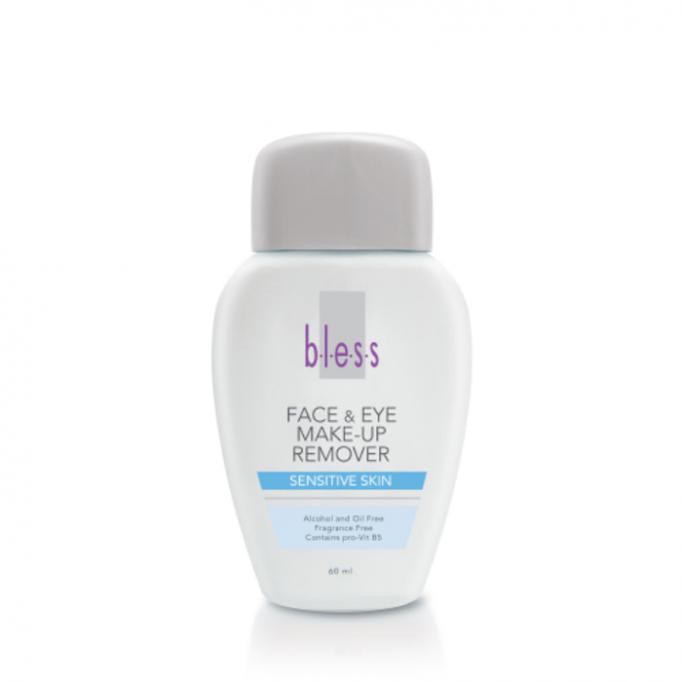 b·l·e·s·s
FACE & EYE
MAKE-UP
REMOVER
SENSITIVE SKIN
Alcohol and Oil Free
Fragrance Free
Contains pro-Vit B5
60 ml